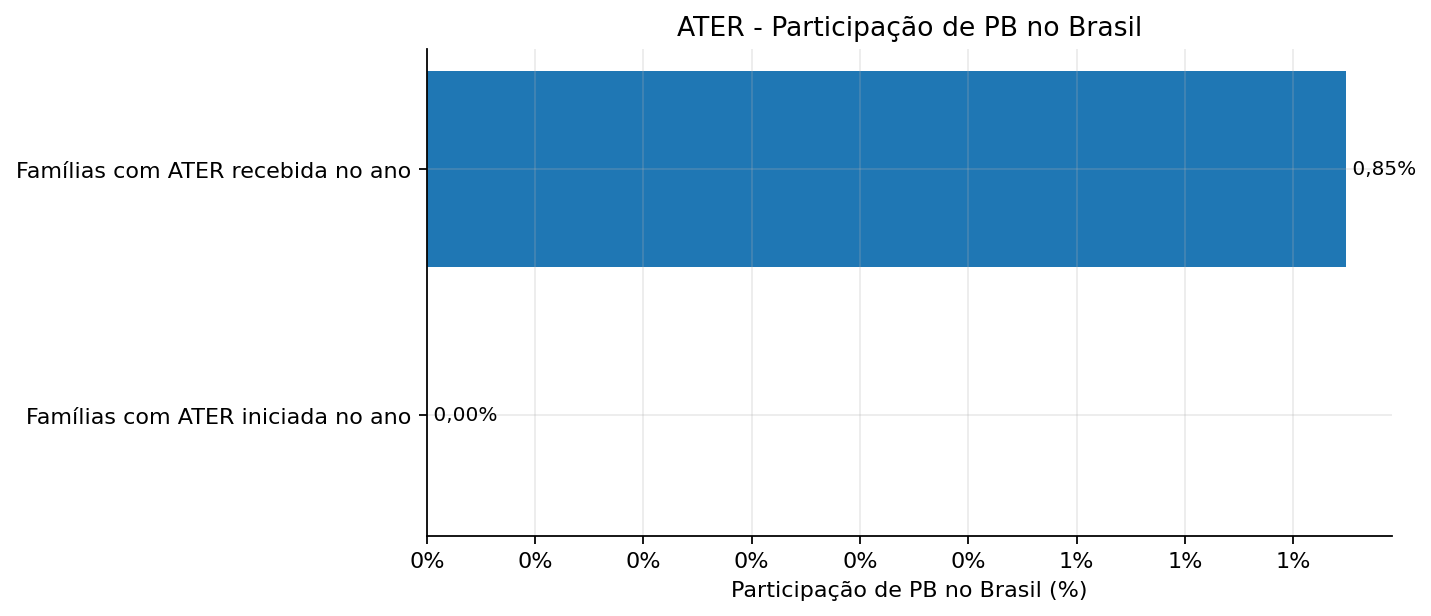 ATER - Participação de PB no Brasil
Famílias com ATER recebida no ano
0,85%
Famílias com ATER iniciada no ano
0,00%
0% 0% 0% 0% 0% 0% 1% 1% 1%
Participação de PB no Brasil (%)